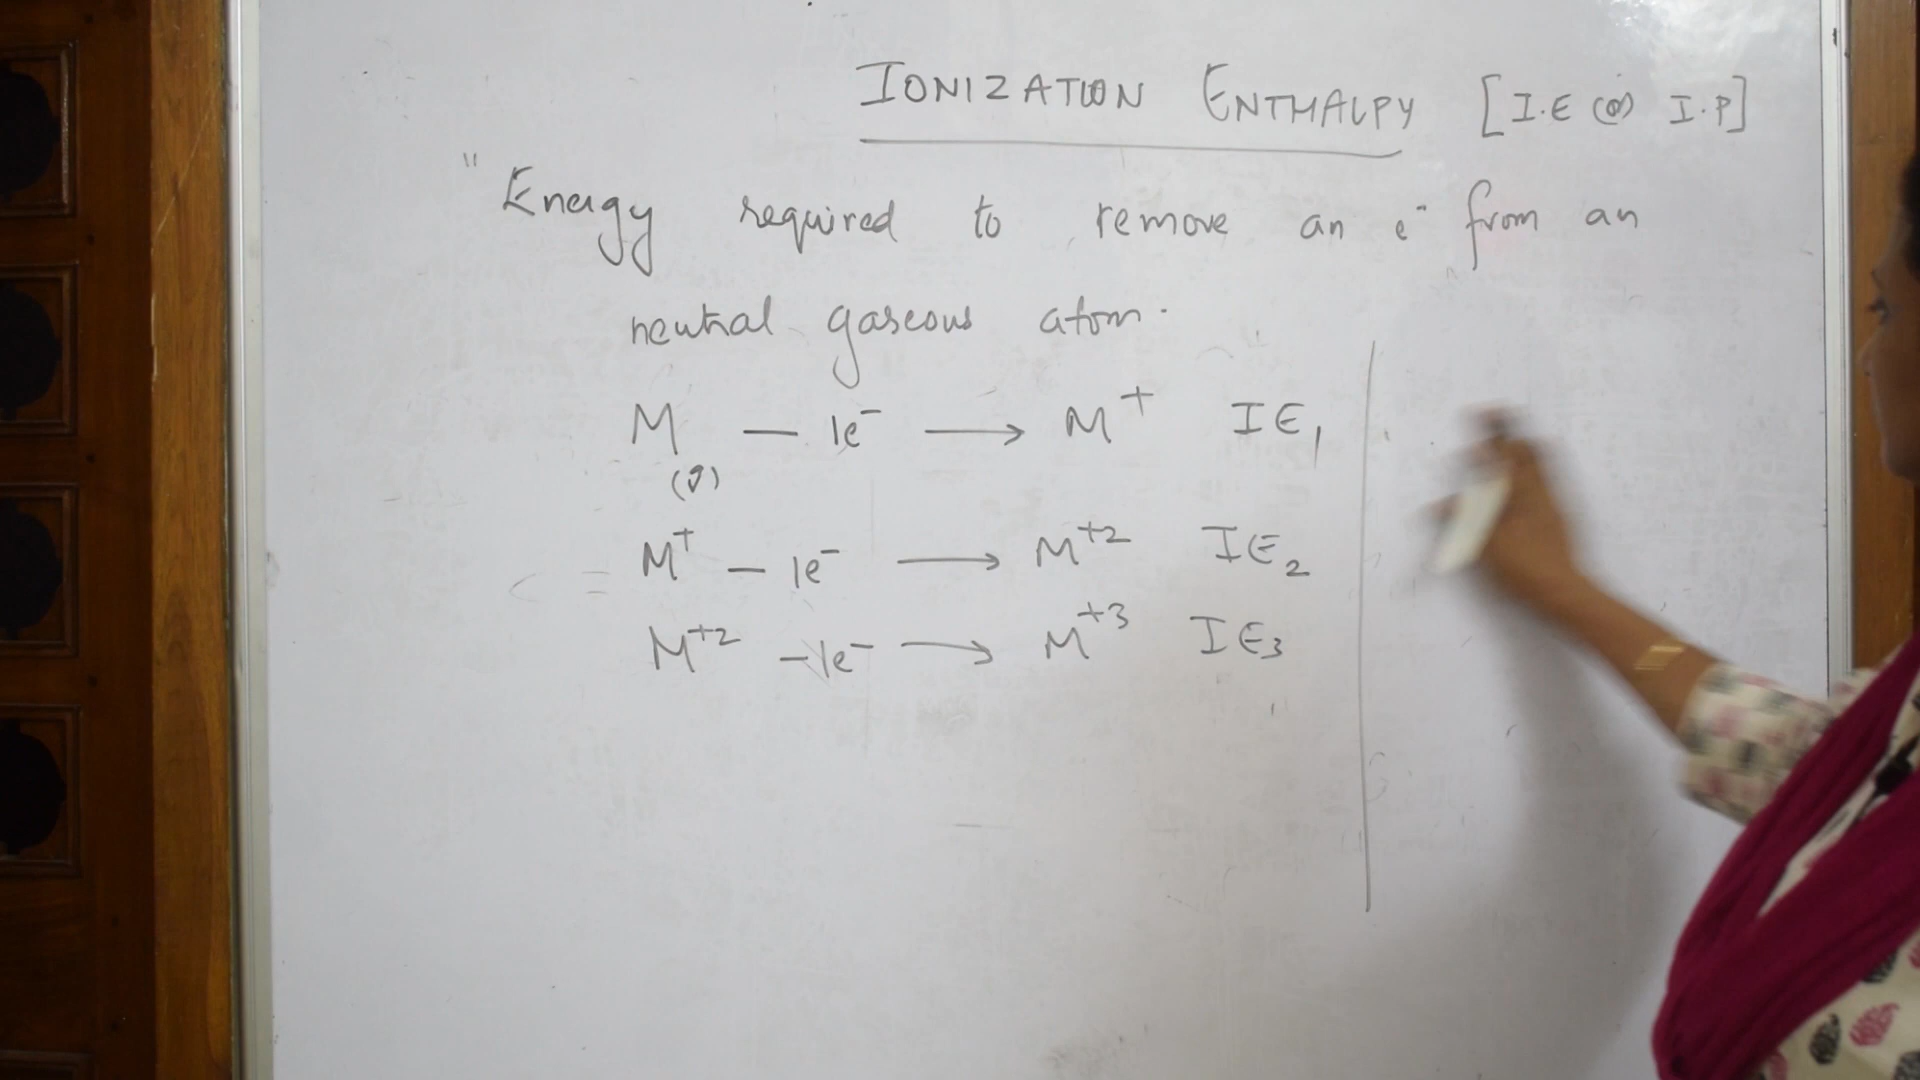 IONIZATION ENTHALPY [I.E (or) I.P]
"Energy required to remove an e⁻ from an
neutral gaseous atom.
M(g) — 1e⁻ → M⁺ IE₁
M⁺ — 1e⁻ → M⁺² IE₂
M⁺² — 1e⁻ → M⁺³ IE₃